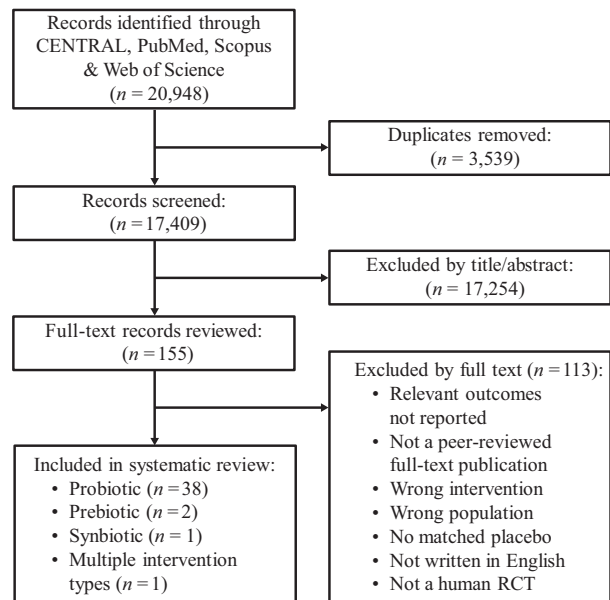 Records identified through
CENTRAL, PubMed, Scopus
& Web of Science
(n = 20,948)
Duplicates removed:
(n = 3,539)
Records screened:
(n = 17,409)
Excluded by title/abstract:
(n = 17,254)
Full-text records reviewed:
(n = 155)
Excluded by full text (n = 113):
• Relevant outcomes
not reported
• Not a peer-reviewed
full-text publication
• Wrong intervention
• Wrong population
• No matched placebo
• Not written in English
• Not a human RCT
Included in systematic review:
• Probiotic (n = 38)
• Prebiotic (n = 2)
• Synbiotic (n = 1)
• Multiple intervention
types (n = 1)